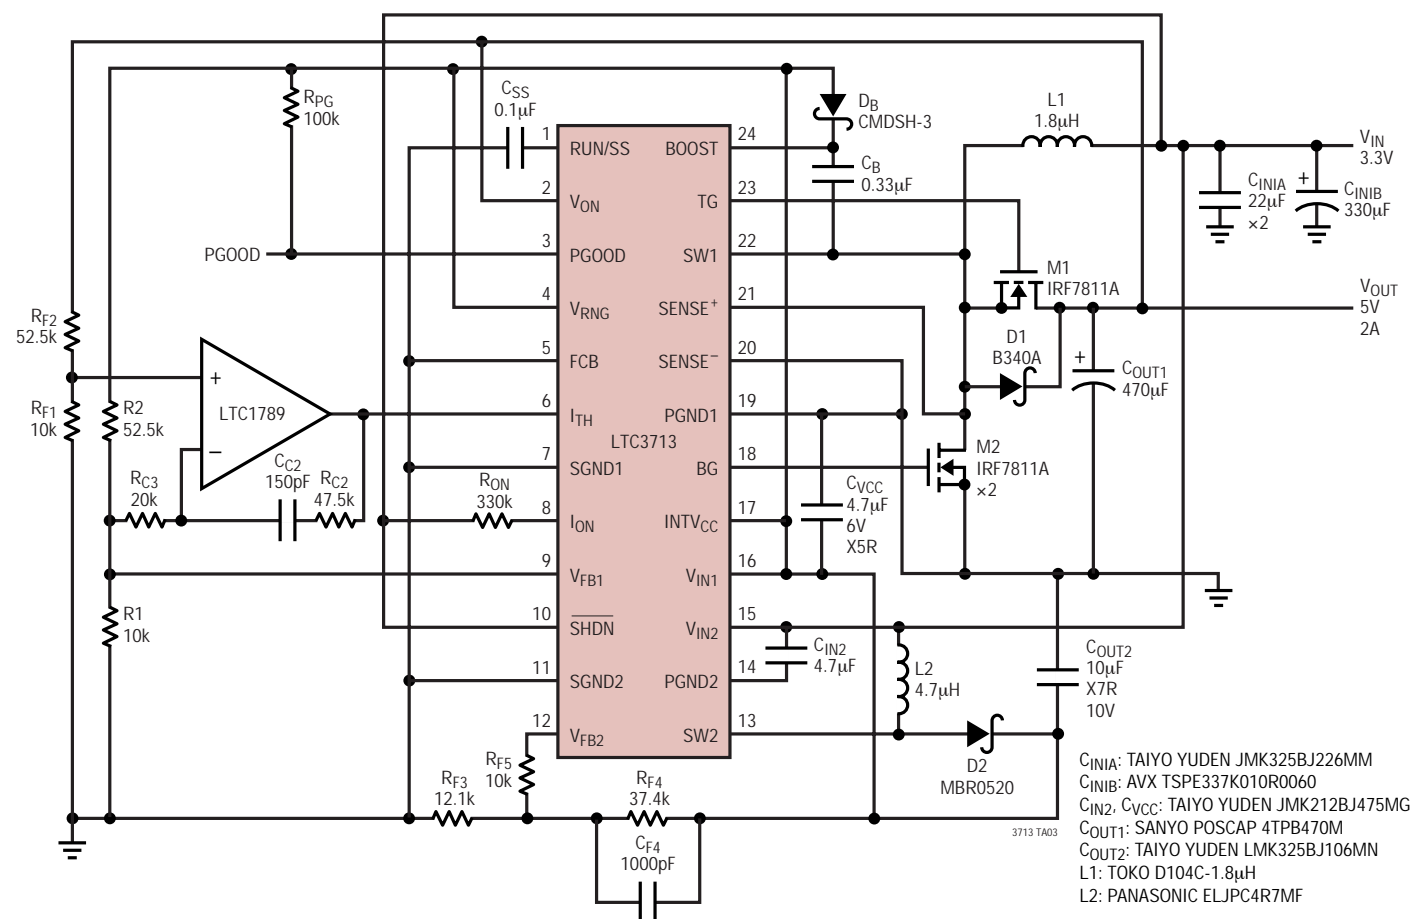 L1
1.8µH
CSS
0.1µF
RPG
100k
DB
CMDSH-3
CB
0.33µF
VIN
3.3V
CINIA
22µF
×2
+
CINIB
330µF
PGOOD
1
RUN/SS
BOOST
24
2
VON
TG
23
3
PGOOD
SW1
22
4
VRNG
SENSE+
21
5
FCB
SENSE–
20
6
ITH
PGND1
19
LTC3713
7
SGND1
BG
18
8
ION
INTVCC
17
9
VFB1
VIN1
16
10
SHDN
VIN2
15
11
SGND2
PGND2
14
12
VFB2
SW2
13
M1
IRF7811A
VOUT
5V
2A
D1
B340A
+
COUT1
470µF
M2
IRF7811A
×2
RF2
52.5k
RF1
10k
R2
52.5k
+
LTC1789
–
RC3
20k
CC2
150pF
RC2
47.5k
RON
330k
CVCC
4.7µF
6V
X5R
R1
10k
CIN2
4.7µF
L2
4.7µH
COUT2
10µF
X7R
10V
D2
MBR0520
RF5
10k
RF3
12.1k
RF4
37.4k
CF4
1000pF
3713 TA03
CINIA: TAIYO YUDEN JMK325BJ226MM
CINIB: AVX TSPE337K010R0060
CIN2, CVCC: TAIYO YUDEN JMK212BJ475MG
COUT1: SANYO POSCAP 4TPB470M
COUT2: TAIYO YUDEN LMK325BJ106MN
L1: TOKO D104C-1.8µH
L2: PANASONIC ELJPC4R7MF